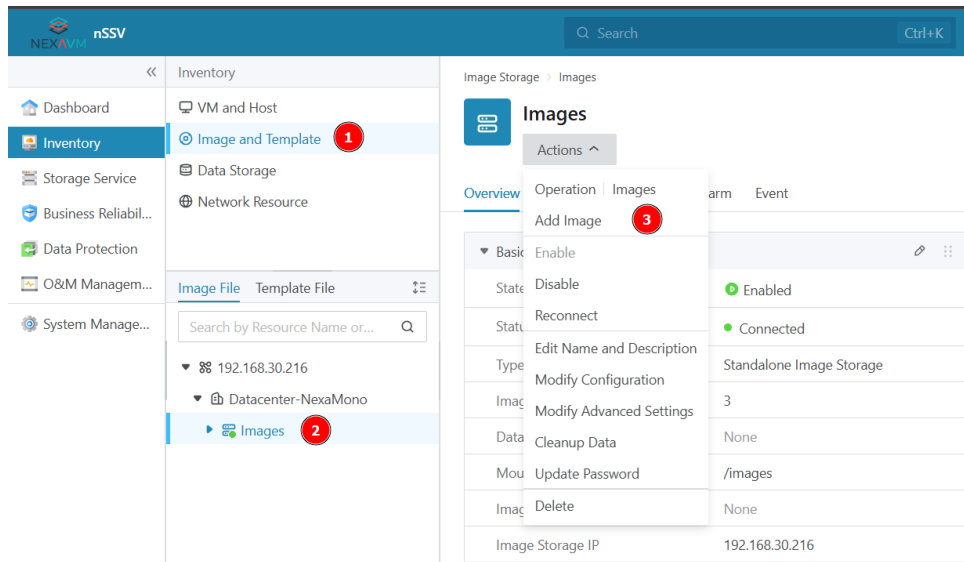 NEXAVM nSSV
Search Ctrl+K
Dashboard
Inventory
Storage Service
Business Reliabil...
Data Protection
O&M Managem...
System Manage...
Inventory
VM and Host
Image and Template 1
Data Storage
Network Resource
Image File Template File
Search by Resource Name or...
192.168.30.216
Datacenter-NexaMono
Images 2
Image Storage > Images
Images
Actions
Overview arm Event
Operation Images
Add Image 3
Enable
Disable
Reconnect
Edit Name and Description
Modify Configuration
Modify Advanced Settings
Cleanup Data
Update Password
Delete
Basic
State Enabled
Statu Connected
Type Standalone Image Storage
Imag 3
Data None
Mou /images
Imag None
Image Storage IP 192.168.30.216